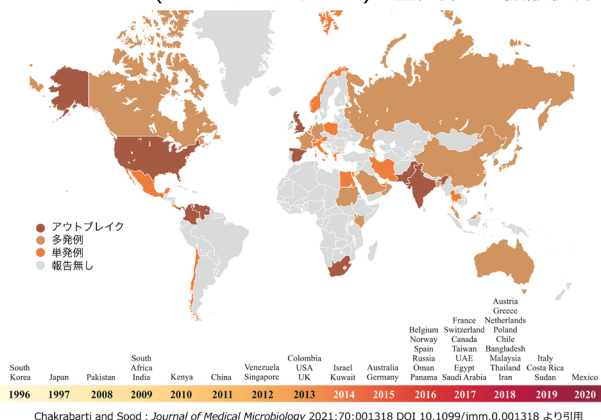 アウトブレイク
多発例
単発例
報告無し
Austria
Greece
France Netherlands
Belgium Switzerland Poland
Norway Canada Chile
Spain Taiwan Bangladesh
South Colombia Russia UAE Malaysia Italy
South Africa Venezuela USA Israel Australia Oman Egypt Thailand Costa Rica
Korea Japan Pakistan India Kenya China Singapore UK Kuwait Germany Panama Saudi Arabia Iran Sudan Mexico
1996 1997 2008 2009 2010 2011 2012 2013 2014 2015 2016 2017 2018 2019 2020
Chakrabarti and Sood : Journal of Medical Microbiology 2021;70:001318 DOI 10.1099/jmm.0.001318 より引用